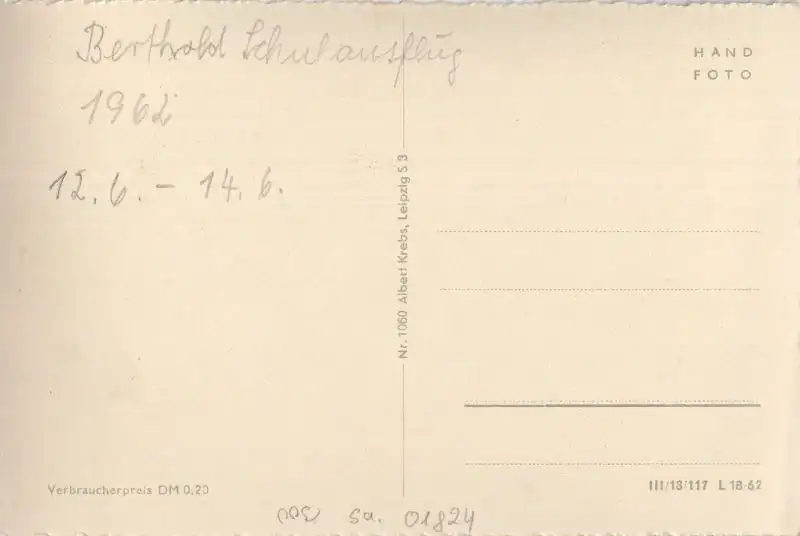 Berthold Schulausflug
1962
12.6. – 14.6.
HAND
FOTO
Nr. 1060 Albert Krebs, Leipzig S 3
Verbraucherpreis DM 0,20
III/18/117 L 18-62
sa. 01824